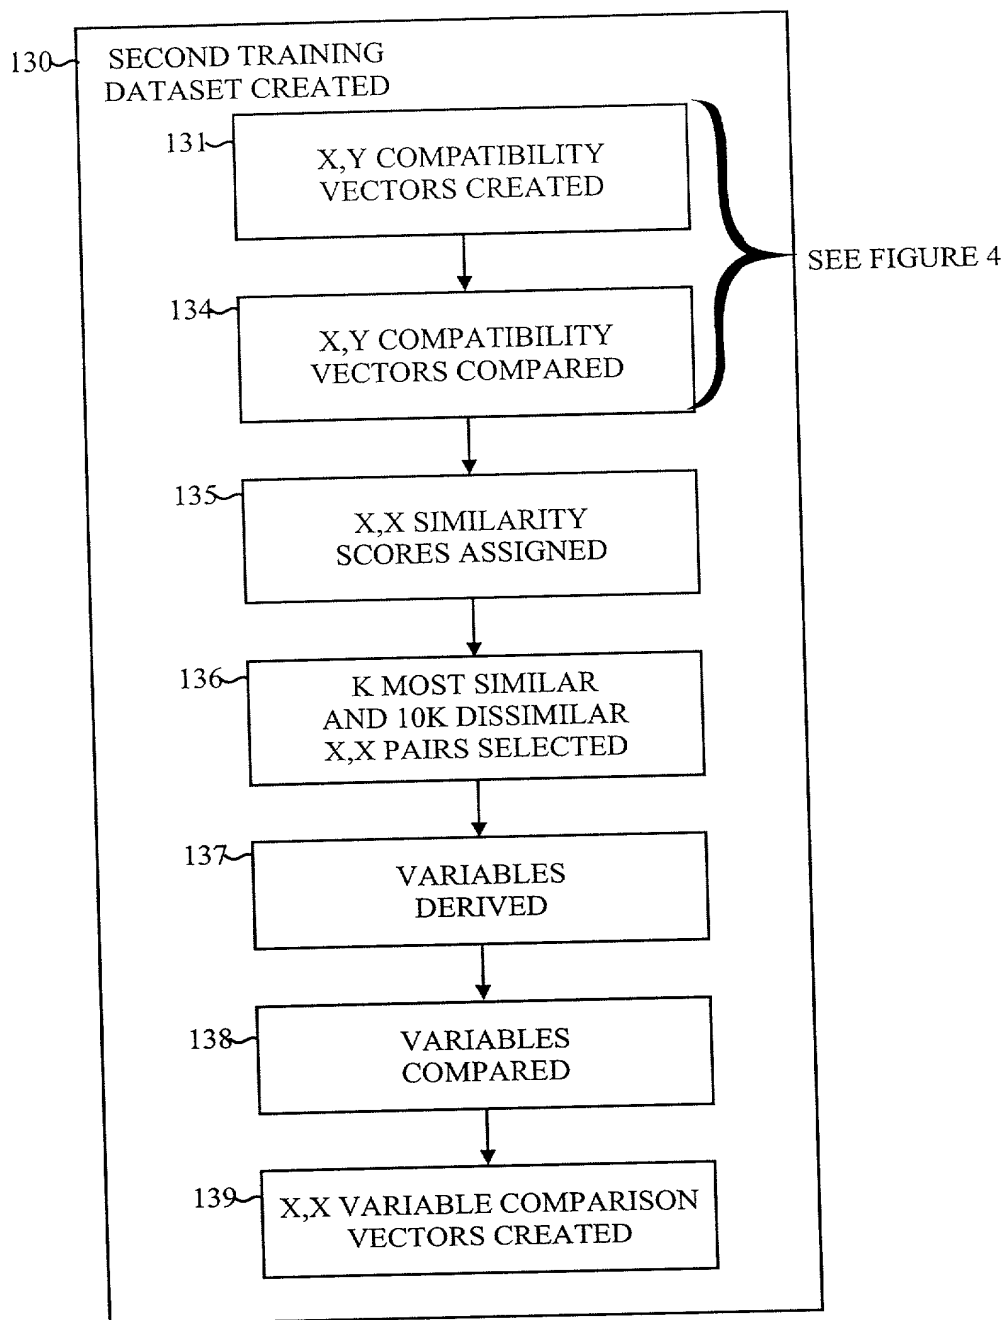 130
SECOND TRAINING
DATASET CREATED
131
X,Y COMPATIBILITY
VECTORS CREATED
SEE FIGURE 4
134
X,Y COMPATIBILITY
VECTORS COMPARED
135
X,X SIMILARITY
SCORES ASSIGNED
136
K MOST SIMILAR
AND 10K DISSIMILAR
X,X PAIRS SELECTED
137
VARIABLES
DERIVED
138
VARIABLES
COMPARED
139
X,X VARIABLE COMPARISON
VECTORS CREATED